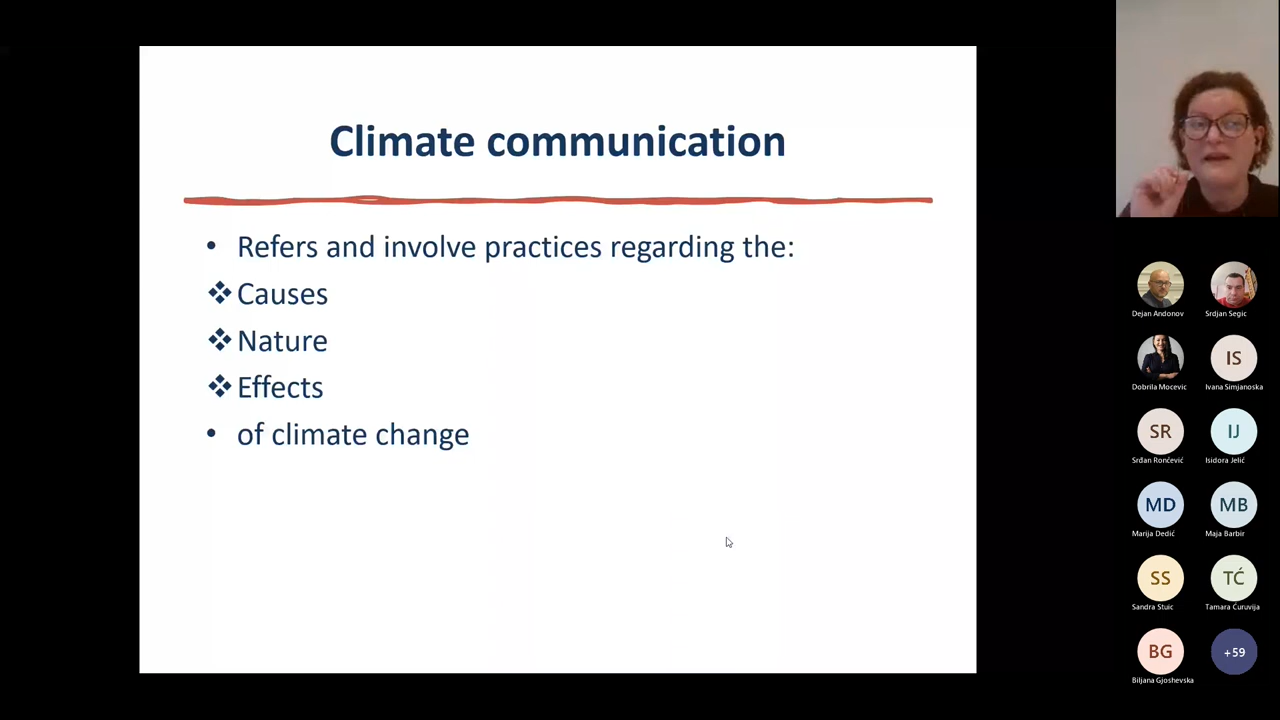 Climate communication
• Refers and involve practices regarding the:
❖ Causes
❖ Nature
❖ Effects
• of climate change
Dejan Andonov
Srdjan Segic
Dobrila Mocevic
IS
Ivana Simjanoska
SR
Srđan Rončević
IJ
Isidora Jelić
MD
Marija Dedić
MB
Maja Barbir
SS
Sandra Stuic
TĆ
Tamara Ćuruvija
BG
Biljana Gjoshevska
+59